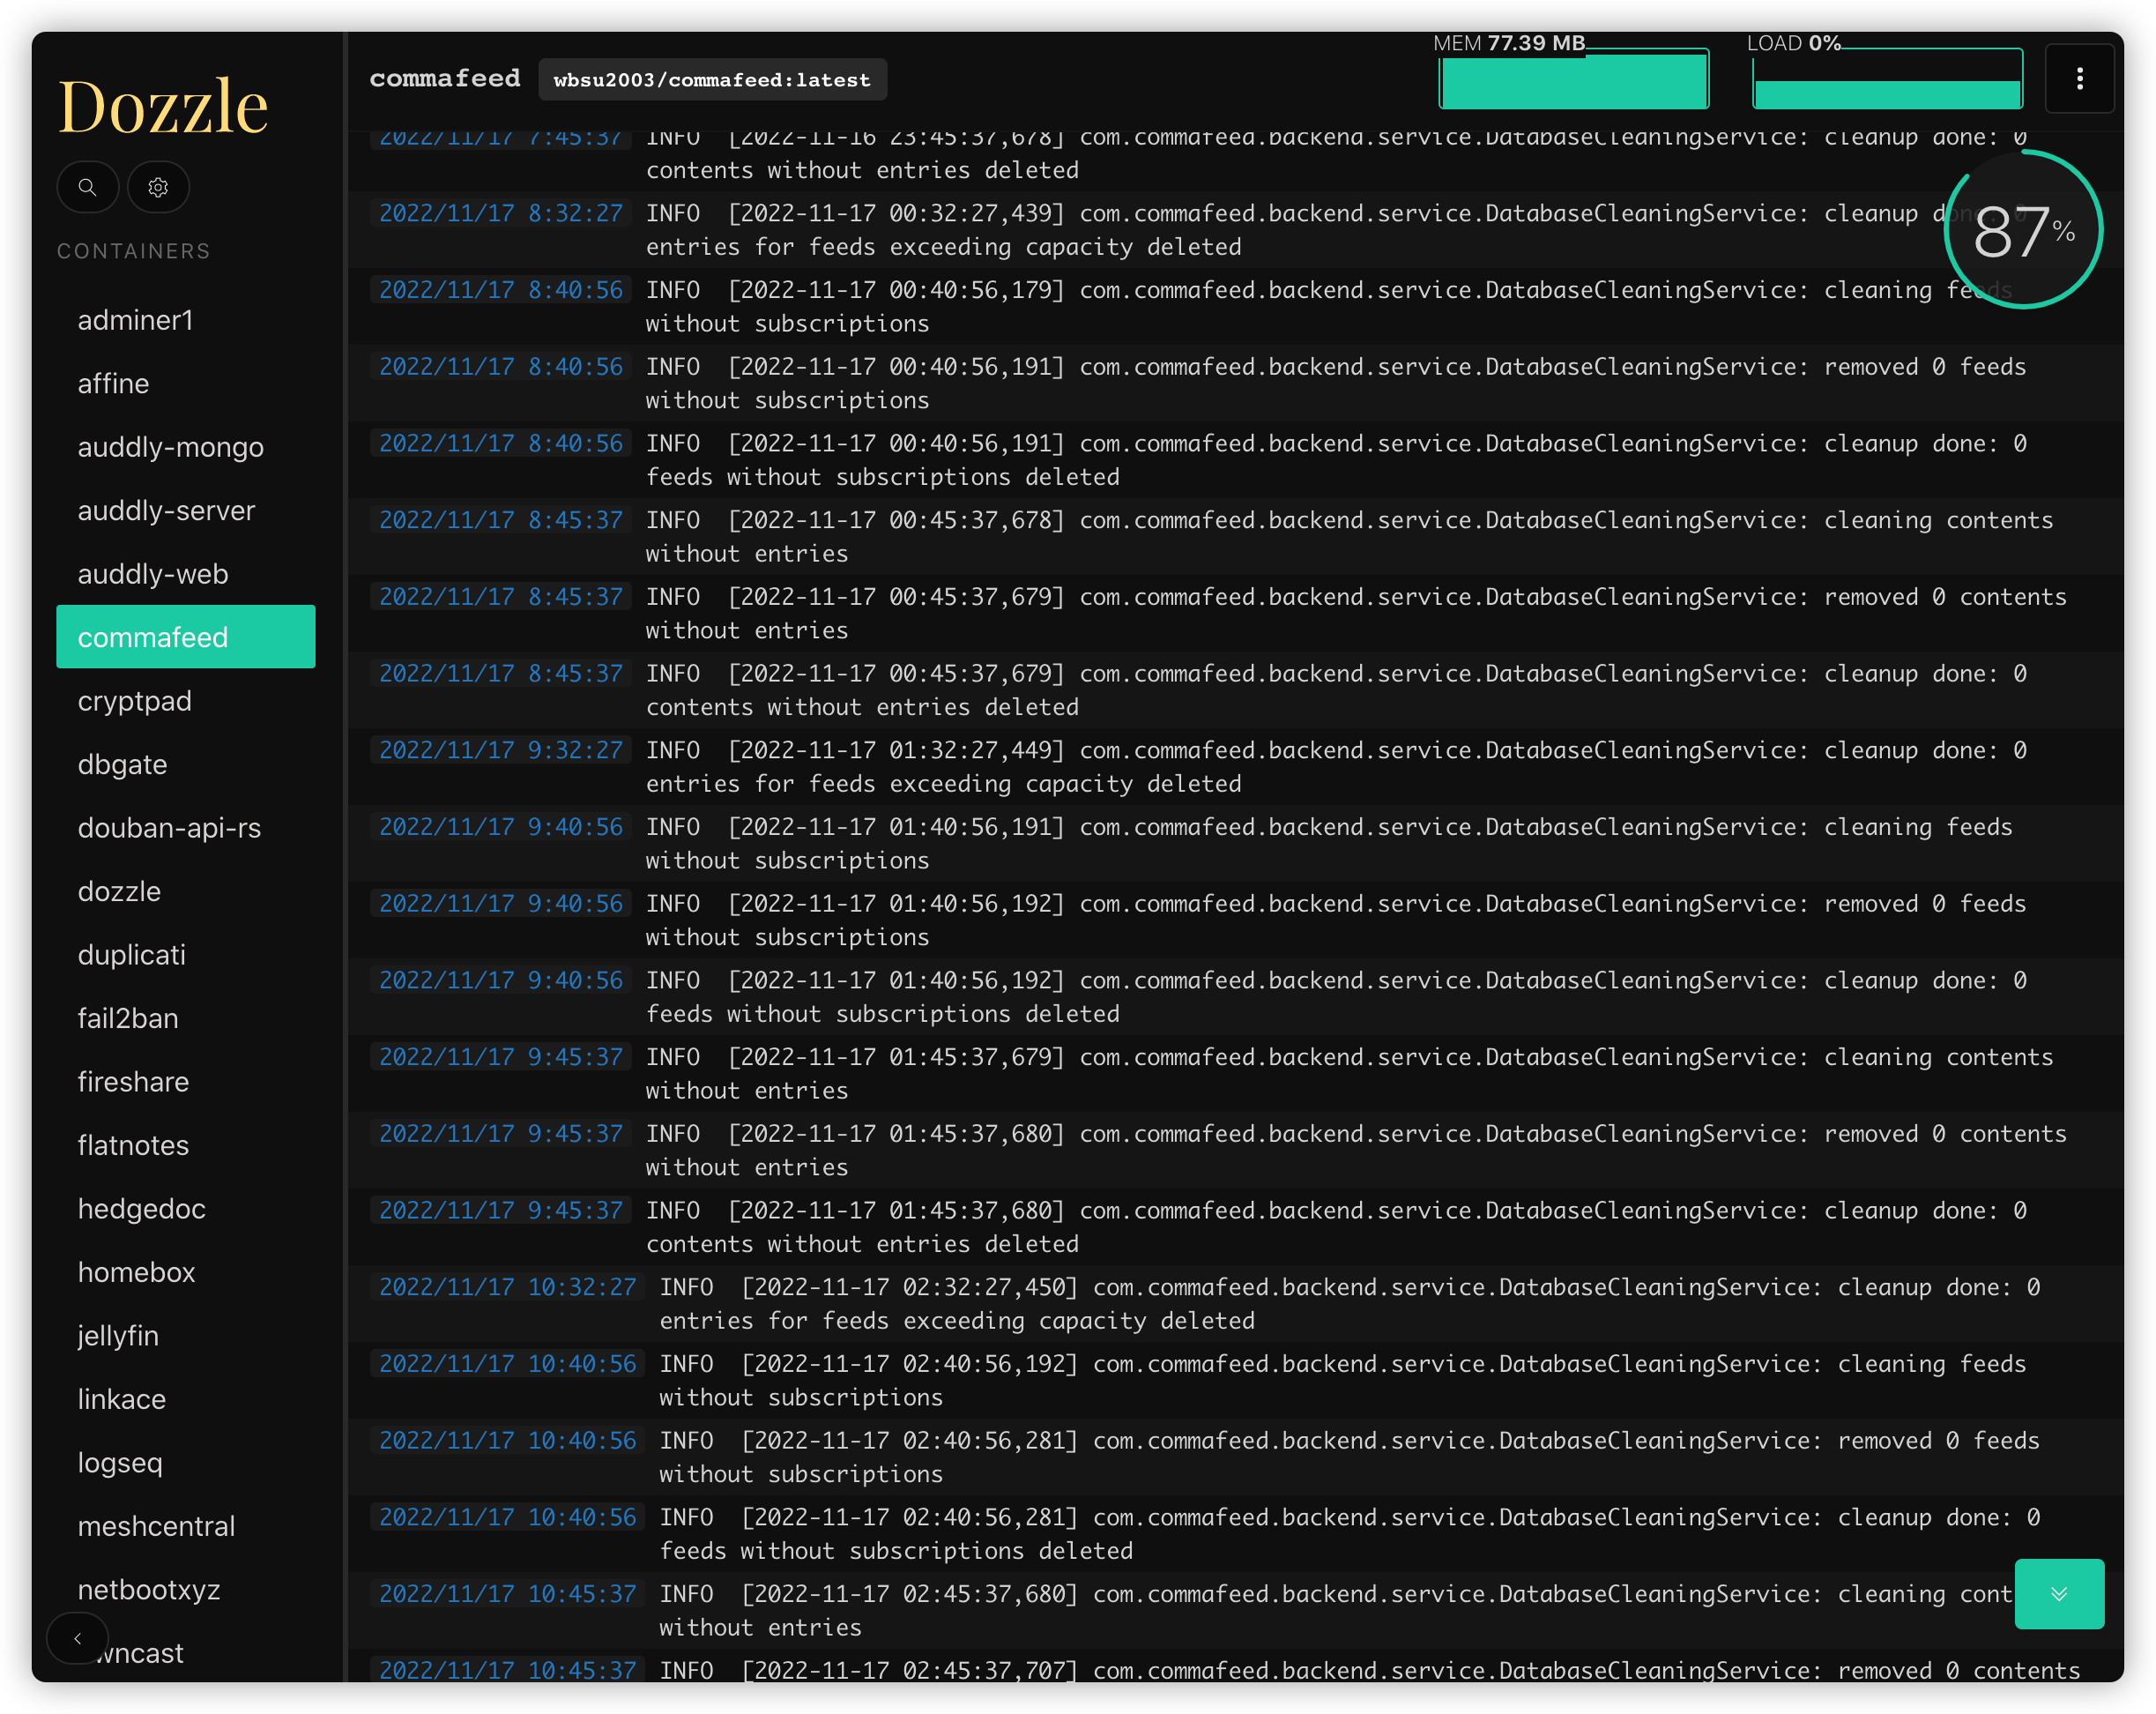 Dozzle
CONTAINERS
adminer1
affine
auddly-mongo
auddly-server
auddly-web
commafeed
cryptpad
dbgate
douban-api-rs
dozzle
duplicati
fail2ban
fireshare
flatnotes
hedgedoc
homebox
jellyfin
linkace
logseq
meshcentral
netbootxyz
wncast
commafeed wbsu2003/commafeed:latest
MEM 77.39 MB
LOAD 0%
87%
2022/11/17 7:45:37 INFO [2022-11-16 23:45:37,678] com.commafeed.backend.service.DatabaseCleaningService: cleanup done: 0
contents without entries deleted
2022/11/17 8:32:27 INFO [2022-11-17 00:32:27,439] com.commafeed.backend.service.DatabaseCleaningService: cleanup done: 0
entries for feeds exceeding capacity deleted
2022/11/17 8:40:56 INFO [2022-11-17 00:40:56,179] com.commafeed.backend.service.DatabaseCleaningService: cleaning feeds
without subscriptions
2022/11/17 8:40:56 INFO [2022-11-17 00:40:56,191] com.commafeed.backend.service.DatabaseCleaningService: removed 0 feeds
without subscriptions
2022/11/17 8:40:56 INFO [2022-11-17 00:40:56,191] com.commafeed.backend.service.DatabaseCleaningService: cleanup done: 0
feeds without subscriptions deleted
2022/11/17 8:45:37 INFO [2022-11-17 00:45:37,678] com.commafeed.backend.service.DatabaseCleaningService: cleaning contents
without entries
2022/11/17 8:45:37 INFO [2022-11-17 00:45:37,679] com.commafeed.backend.service.DatabaseCleaningService: removed 0 contents
without entries
2022/11/17 8:45:37 INFO [2022-11-17 00:45:37,679] com.commafeed.backend.service.DatabaseCleaningService: cleanup done: 0
contents without entries deleted
2022/11/17 9:32:27 INFO [2022-11-17 01:32:27,449] com.commafeed.backend.service.DatabaseCleaningService: cleanup done: 0
entries for feeds exceeding capacity deleted
2022/11/17 9:40:56 INFO [2022-11-17 01:40:56,191] com.commafeed.backend.service.DatabaseCleaningService: cleaning feeds
without subscriptions
2022/11/17 9:40:56 INFO [2022-11-17 01:40:56,192] com.commafeed.backend.service.DatabaseCleaningService: removed 0 feeds
without subscriptions
2022/11/17 9:40:56 INFO [2022-11-17 01:40:56,192] com.commafeed.backend.service.DatabaseCleaningService: cleanup done: 0
feeds without subscriptions deleted
2022/11/17 9:45:37 INFO [2022-11-17 01:45:37,679] com.commafeed.backend.service.DatabaseCleaningService: cleaning contents
without entries
2022/11/17 9:45:37 INFO [2022-11-17 01:45:37,680] com.commafeed.backend.service.DatabaseCleaningService: removed 0 contents
without entries
2022/11/17 9:45:37 INFO [2022-11-17 01:45:37,680] com.commafeed.backend.service.DatabaseCleaningService: cleanup done: 0
contents without entries deleted
2022/11/17 10:32:27 INFO [2022-11-17 02:32:27,450] com.commafeed.backend.service.DatabaseCleaningService: cleanup done: 0
entries for feeds exceeding capacity deleted
2022/11/17 10:40:56 INFO [2022-11-17 02:40:56,192] com.commafeed.backend.service.DatabaseCleaningService: cleaning feeds
without subscriptions
2022/11/17 10:40:56 INFO [2022-11-17 02:40:56,281] com.commafeed.backend.service.DatabaseCleaningService: removed 0 feeds
without subscriptions
2022/11/17 10:40:56 INFO [2022-11-17 02:40:56,281] com.commafeed.backend.service.DatabaseCleaningService: cleanup done: 0
feeds without subscriptions deleted
2022/11/17 10:45:37 INFO [2022-11-17 02:45:37,680] com.commafeed.backend.service.DatabaseCleaningService: cleaning cont
without entries
2022/11/17 10:45:37 INFO [2022-11-17 02:45:37,707] com.commafeed.backend.service.DatabaseCleaningService: removed 0 contents